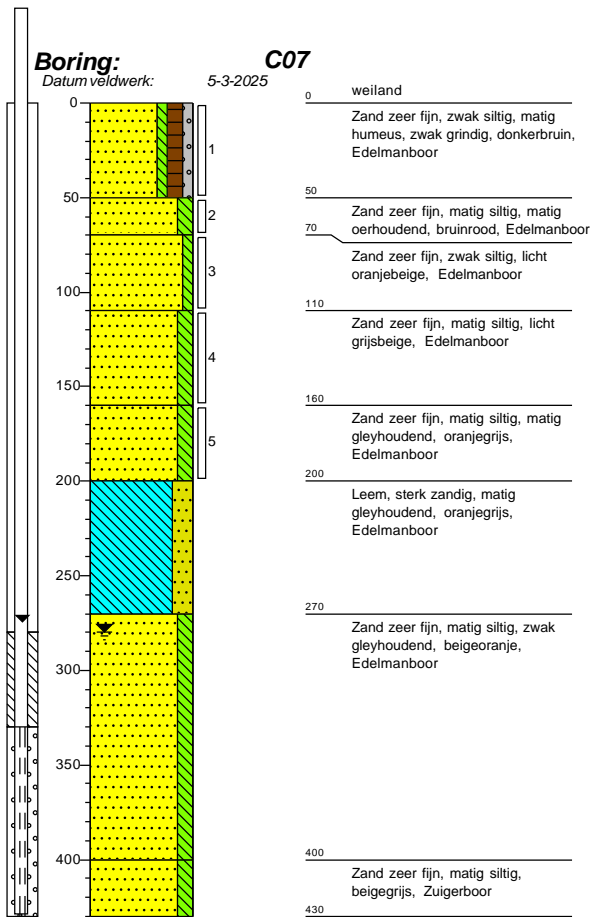 Boring: C07
Datum veldwerk: 5-3-2025
0
50
100
150
200
250
300
350
400
1
2
3
4
5
0 weiland
Zand zeer fijn, zwak siltig, matig
humeus, zwak grindig, donkerbruin,
Edelmanboor
50
Zand zeer fijn, matig siltig, matig
oerhoudend, bruinrood, Edelmanboor
70
Zand zeer fijn, zwak siltig, licht
oranjebeige, Edelmanboor
110
Zand zeer fijn, matig siltig, licht
grijsbeige, Edelmanboor
160
Zand zeer fijn, matig siltig, matig
gleyhoudend, oranjegrijs,
Edelmanboor
200
Leem, sterk zandig, matig
gleyhoudend, oranjegrijs,
Edelmanboor
270
Zand zeer fijn, matig siltig, zwak
gleyhoudend, beigeoranje,
Edelmanboor
400
Zand zeer fijn, matig siltig,
beigegrijs, Zuigerboor
430